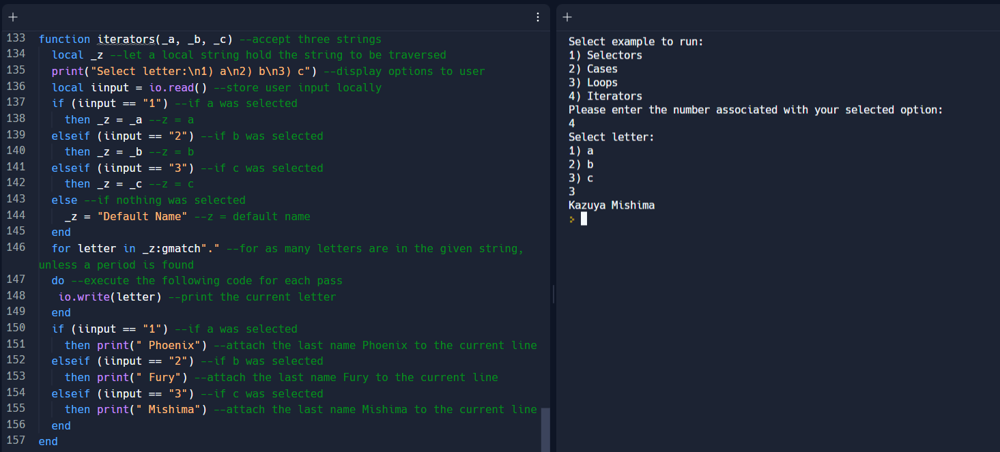 133 function iterators(_a, _b, _c) --accept three strings
134 local _z --let a local string hold the string to be traversed
135 print("Select letter:\n1) a\n2) b\n3) c") --display options to user
136 local iinput = io.read() --store user input locally
137 if (iinput == "1") --if a was selected
138 then _z = _a --z = a
139 elseif (iinput == "2") --if b was selected
140 then _z = _b --z = b
141 elseif (iinput == "3") --if c was selected
142 then _z = _c --z = c
143 else --if nothing was selected
144 _z = "Default Name" --z = default name
145 end
146 for letter in _z:gmatch"." --for as many letters are in the given string,
unless a period is found
147 do --execute the following code for each pass
148 io.write(letter) --print the current letter
149 end
150 if (iinput == "1") --if a was selected
151 then print(" Phoenix") --attach the last name Phoenix to the current line
152 elseif (iinput == "2") --if b was selected
153 then print(" Fury") --attach the last name Fury to the current line
154 elseif (iinput == "3") --if c was selected
155 then print(" Mishima") --attach the last name Mishima to the current line
156 end
157 end
Select example to run:
1) Selectors
2) Cases
3) Loops
4) Iterators
Please enter the number associated with your selected option:
4
Select letter:
1) a
2) b
3) c
3
Kazuya Mishima